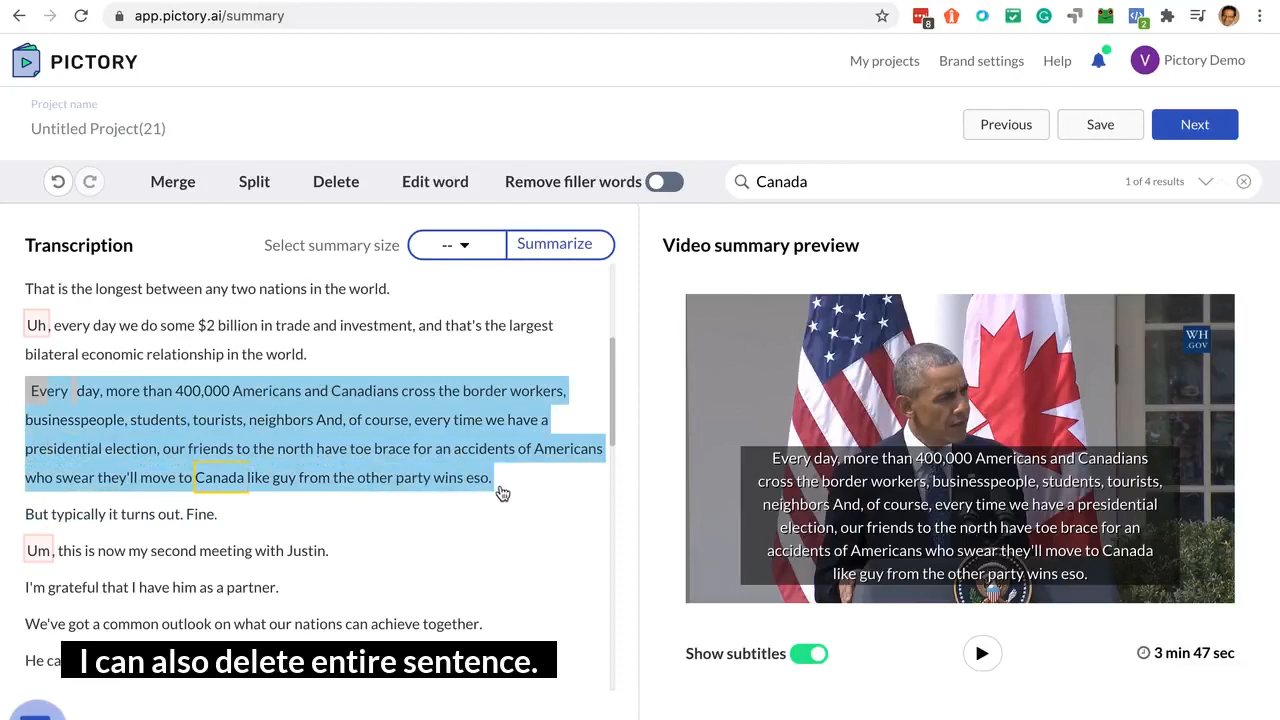 app.pictory.ai/summary
8
2
PICTORY
My projects
Brand settings
Help
V
Pictory Demo
Project name
Untitled Project(21)
Previous
Save
Next
Merge
Split
Delete
Edit word
Remove filler words
Canada
1 of 4 results
Transcription
Select summary size
--
Summarize
That is the longest between any two nations in the world.
Uh, every day we do some $2 billion in trade and investment, and that's the largest
bilateral economic relationship in the world.
Every day, more than 400,000 Americans and Canadians cross the border workers,
businesspeople, students, tourists, neighbors And, of course, every time we have a
presidential election, our friends to the north have toe brace for an accidents of Americans
who swear they'll move to Canada like guy from the other party wins eso.
But typically it turns out. Fine.
Um, this is now my second meeting with Justin.
I'm grateful that I have him as a partner.
We've got a common outlook on what our nations can achieve together.
He ca
I can also delete entire sentence.
Video summary preview
WH
.GOV
Every day, more than 400,000 Americans and Canadians
cross the border workers, businesspeople, students, tourists,
neighbors And, of course, every time we have a presidential
election, our friends to the north have toe brace for an
accidents of Americans who swear they'll move to Canada
like guy from the other party wins eso.
Show subtitles
3 min 47 sec